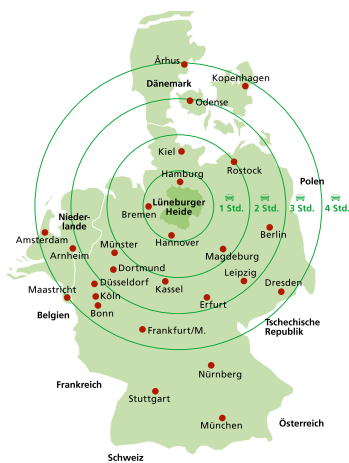 Århus
Kopenhagen
Dänemark
Odense
Kiel
Rostock
Hamburg
Polen
Lüneburger
Heide
Bremen
1 Std.
2 Std.
3 Std.
4 Std.
Nieder-
lande
Amsterdam
Berlin
Hannover
Münster
Arnheim
Magdeburg
Dortmund
Leipzig
Düsseldorf
Kassel
Dresden
Maastricht
Köln
Erfurt
Bonn
Belgien
Tschechische
Republik
Frankfurt/M.
Nürnberg
Frankreich
Stuttgart
München
Österreich
Schweiz